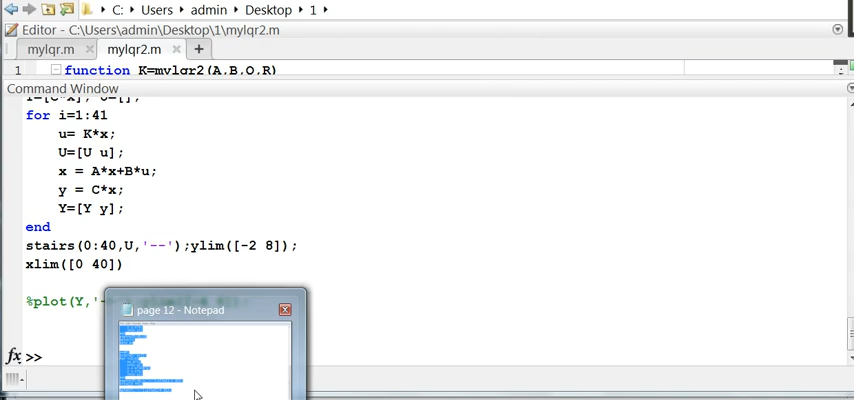 C: Users admin Desktop 1
Editor - C:\Users\admin\Desktop\1\mylqr2.m
mylqr.m mylqr2.m +
1 function K=mylqr2(A,B,Q,R)
Command Window
Y=[C*x]; U=[];
for i=1:41
u= K*x;
U=[U u];
x = A*x+B*u;
y = C*x;
Y=[Y y];
end
stairs(0:40,U,'--');ylim([-2 8]);
xlim([0 40])
%plot(Y,'
page 12 - Notepad
fx >>